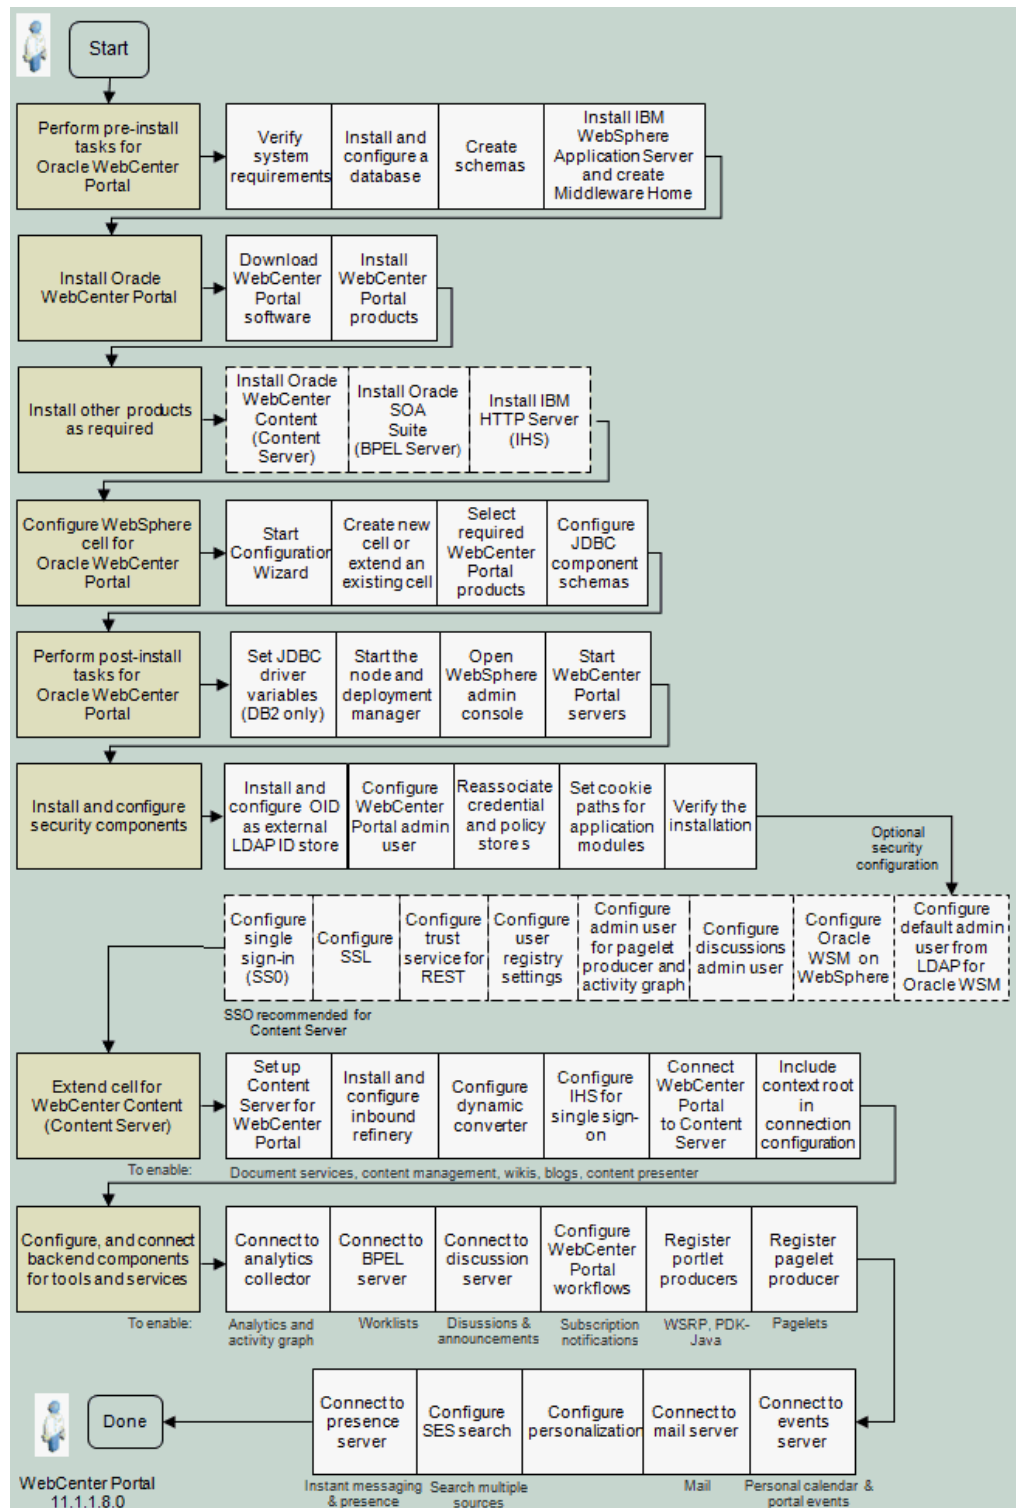 Start
Perform pre-install
tasks for
Oracle WebCenter
Portal
Verify
system
requirements
Install and
configure a
database
Create
schemas
Install IBM
WebSphere
Application Server
and create
Middleware Home
Install Oracle
WebCenter Portal
Download
WebCenter
Portal
software
Install
WebCenter
Portal
products
Install other products
as required
Install Oracle
WebCenter
Content
(Content
Server)
Install Oracle
SOA
Suite
(BPEL Server)
Install IBM
HTTP Server
(IHS)
Configure WebSphere
cell for
Oracle WebCenter
Portal
Start
Configuration
Wizard
Create new
cell or
extend an
existing cell
Select
required
WebCenter
Portal
products
Configure
JDBC
component
schemas
Perform post-install
tasks for
Oracle WebCenter
Portal
Set JDBC
driver
variables
(DB2 only)
Start the
node and
deployment
manager
Open
WebSphere
admin
console
Start
WebCenter
Portal
servers
Install and configure
security components
Install and
configure OID
as external
LDAP ID store
Configure
WebCenter
Portal admin
user
Reassociate
credential
and policy
stores
Set cookie
paths for
application
modules
Verify the
installation
Optional
security
configuration
Configure
single
sign-in
(SS0)
Configure
SSL
Configure
trust
service for
REST
Configure
user
registry
settings
Configure
admin user
for pagelet
producer and
activity graph
Configure
discussions
admin user
Configure
Oracle
WSM on
WebSphere
Configure
default admin
user from
LDAP for
Oracle WSM
SSO recommended for
Content Server
Extend cell for
WebCenter Content
(Content Server)
Set up
Content
Server for
WebCenter
Portal
Install and
configure
inbound
refinery
Configure
dynamic
converter
Configure
IHS for
single sign-
on
Connect
WebCenter
Portal
to Content
Server
Include
context root
in
connection
configuration
To enable:
Document services, content management, wikis, blogs, content presenter
Configure, and connect
backend components
for tools and services
Connect to
analytics
collector
Connect to
BPEL
server
Connect to
discussion
server
Configure
WebCenter
Portal
workflows
Register
portlet
producers
Register
pagelet
producer
To enable:
Analytics and
activity graph
Worklists
Disussions &
announcements
Subscription
notifications
WSRP, PDK-
Java
Pagelets
Done
Connect to
presence
server
Configure
SES search
Configure
personalization
Connect to
mail server
Connect to
events
server
Instant messaging
& presence
Search multiple
sources
Mail
Personal calendar &
portal events
WebCenter Portal
11.1.1.8.0